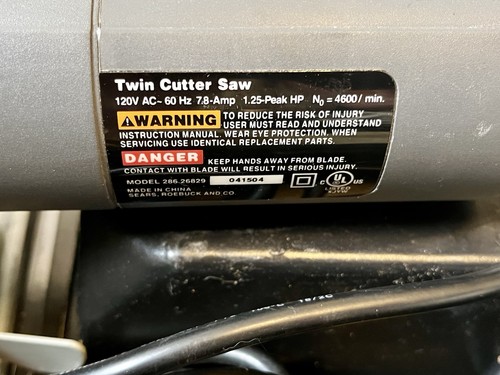 Twin Cutter Saw
120V AC~ 60 Hz 7.8-Amp 1.25-Peak HP N₀ = 4600/min.
WARNING TO REDUCE THE RISK OF INJURY
USER MUST READ AND UNDERSTAND
INSTRUCTION MANUAL. WEAR EYE PROTECTION. WHEN
SERVICING USE IDENTICAL REPLACEMENT PARTS.
DANGER KEEP HANDS AWAY FROM BLADE.
CONTACT WITH BLADE WILL RESULT IN SERIOUS INJURY.
MODEL 286.26829 041504
MADE IN CHINA
SEARS, ROEBUCK AND CO.
C UL US
LISTED